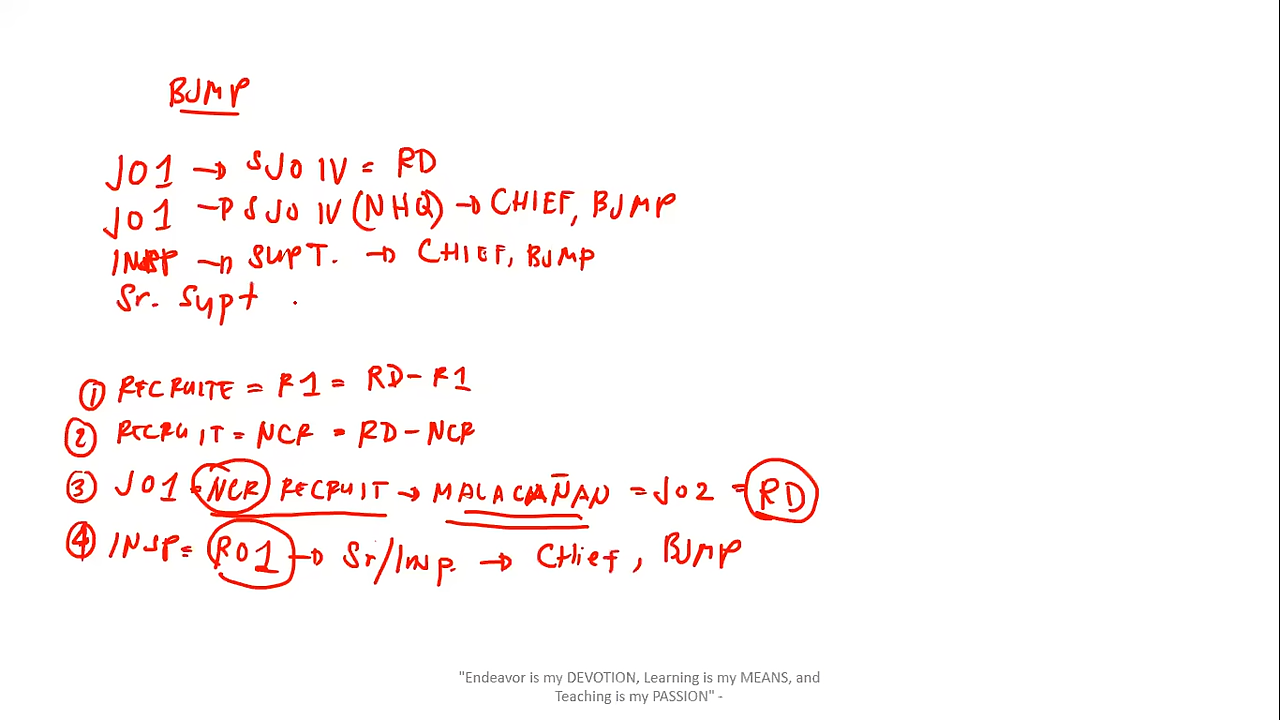 BJMP
JO1 → SJO IV = RD
JO1 → SJO IV (NHQ) → CHIEF, BJMP
INSP → SUPT. → CHIEF, BJMP
Sr. Supt .
① RECRUITE = R1 = RD-R1
② RECRUIT = NCR = RD-NCR
③ JO1 = NCR RECRUIT → MALACAÑAN = JO2 = RD
④ INSP = RO1 → Sr/Insp. → Chief, BJMP
"Endeavor is my DEVOTION, Learning is my MEANS, and
Teaching is my PASSION" -